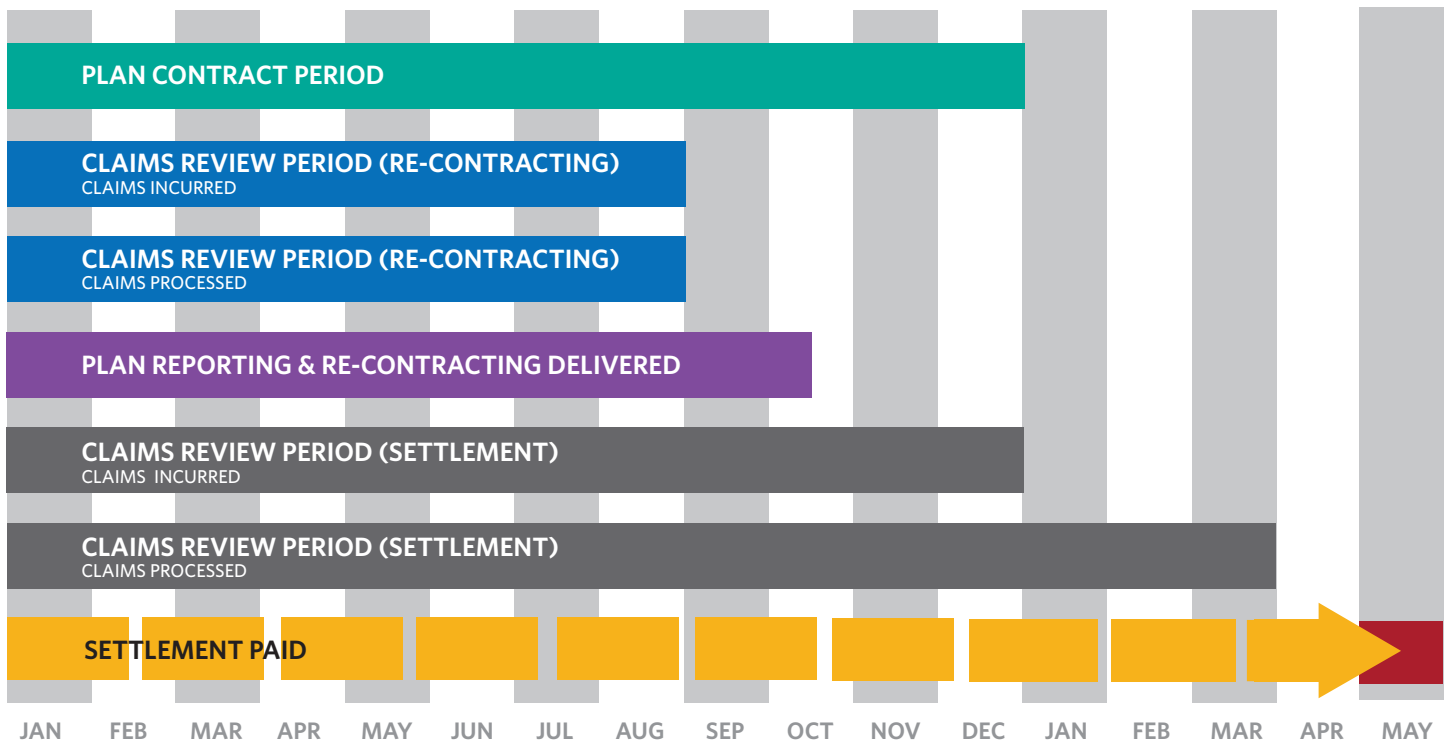 PLAN CONTRACT PERIOD
CLAIMS REVIEW PERIOD (RE-CONTRACTING)
CLAIMS INCURRED
CLAIMS REVIEW PERIOD (RE-CONTRACTING)
CLAIMS PROCESSED
PLAN REPORTING & RE-CONTRACTING DELIVERED
CLAIMS REVIEW PERIOD (SETTLEMENT)
CLAIMS INCURRED
CLAIMS REVIEW PERIOD (SETTLEMENT)
CLAIMS PROCESSED
SETTLEMENT PAID
JAN FEB MAR APR MAY JUN JUL AUG SEP OCT NOV DEC JAN FEB MAR APR MAY